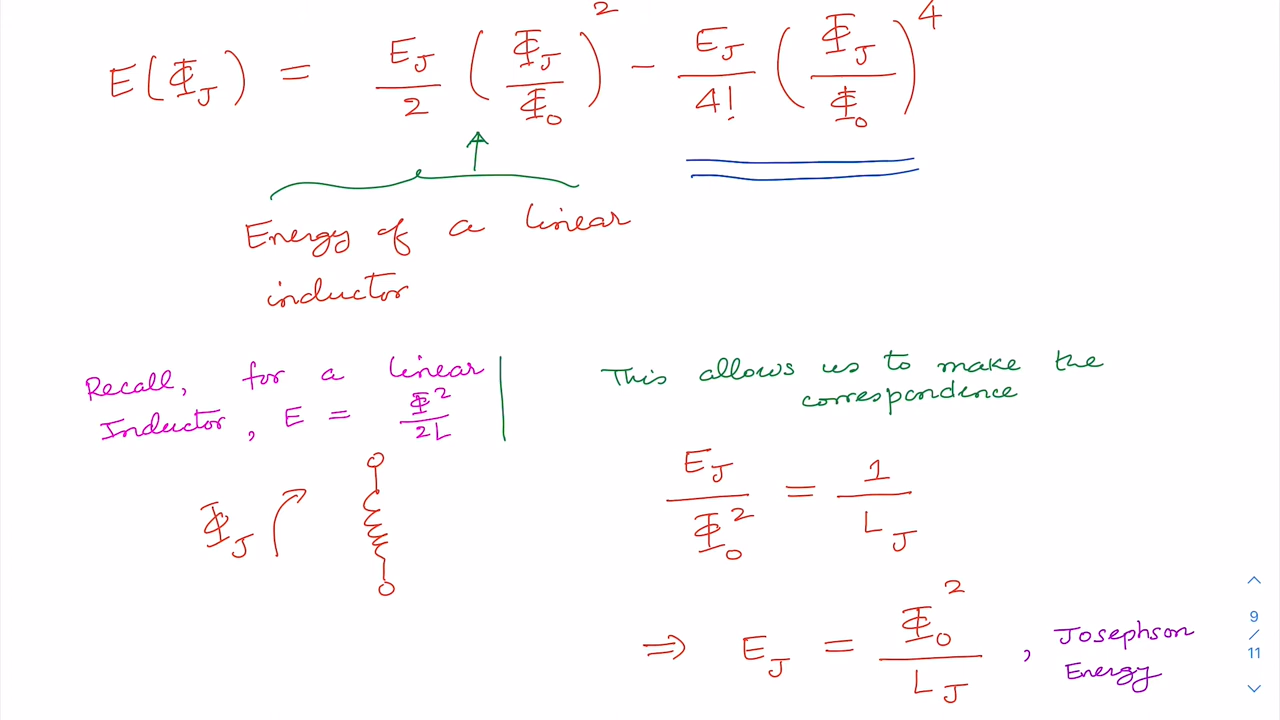 E(Φ_J) = E_J/2 (Φ_J/Φ_0)^2 − E_J/4! (Φ_J/Φ_0)^4
Energy of a linear
inductor
Recall, for a linear
Inductor, E = Φ^2/2L
Φ_J
This allows us to make the
correspondence
E_J/Φ_0^2 = 1/L_J
⇒ E_J = Φ_0^2/L_J , Josephson
Energy
9
/
11